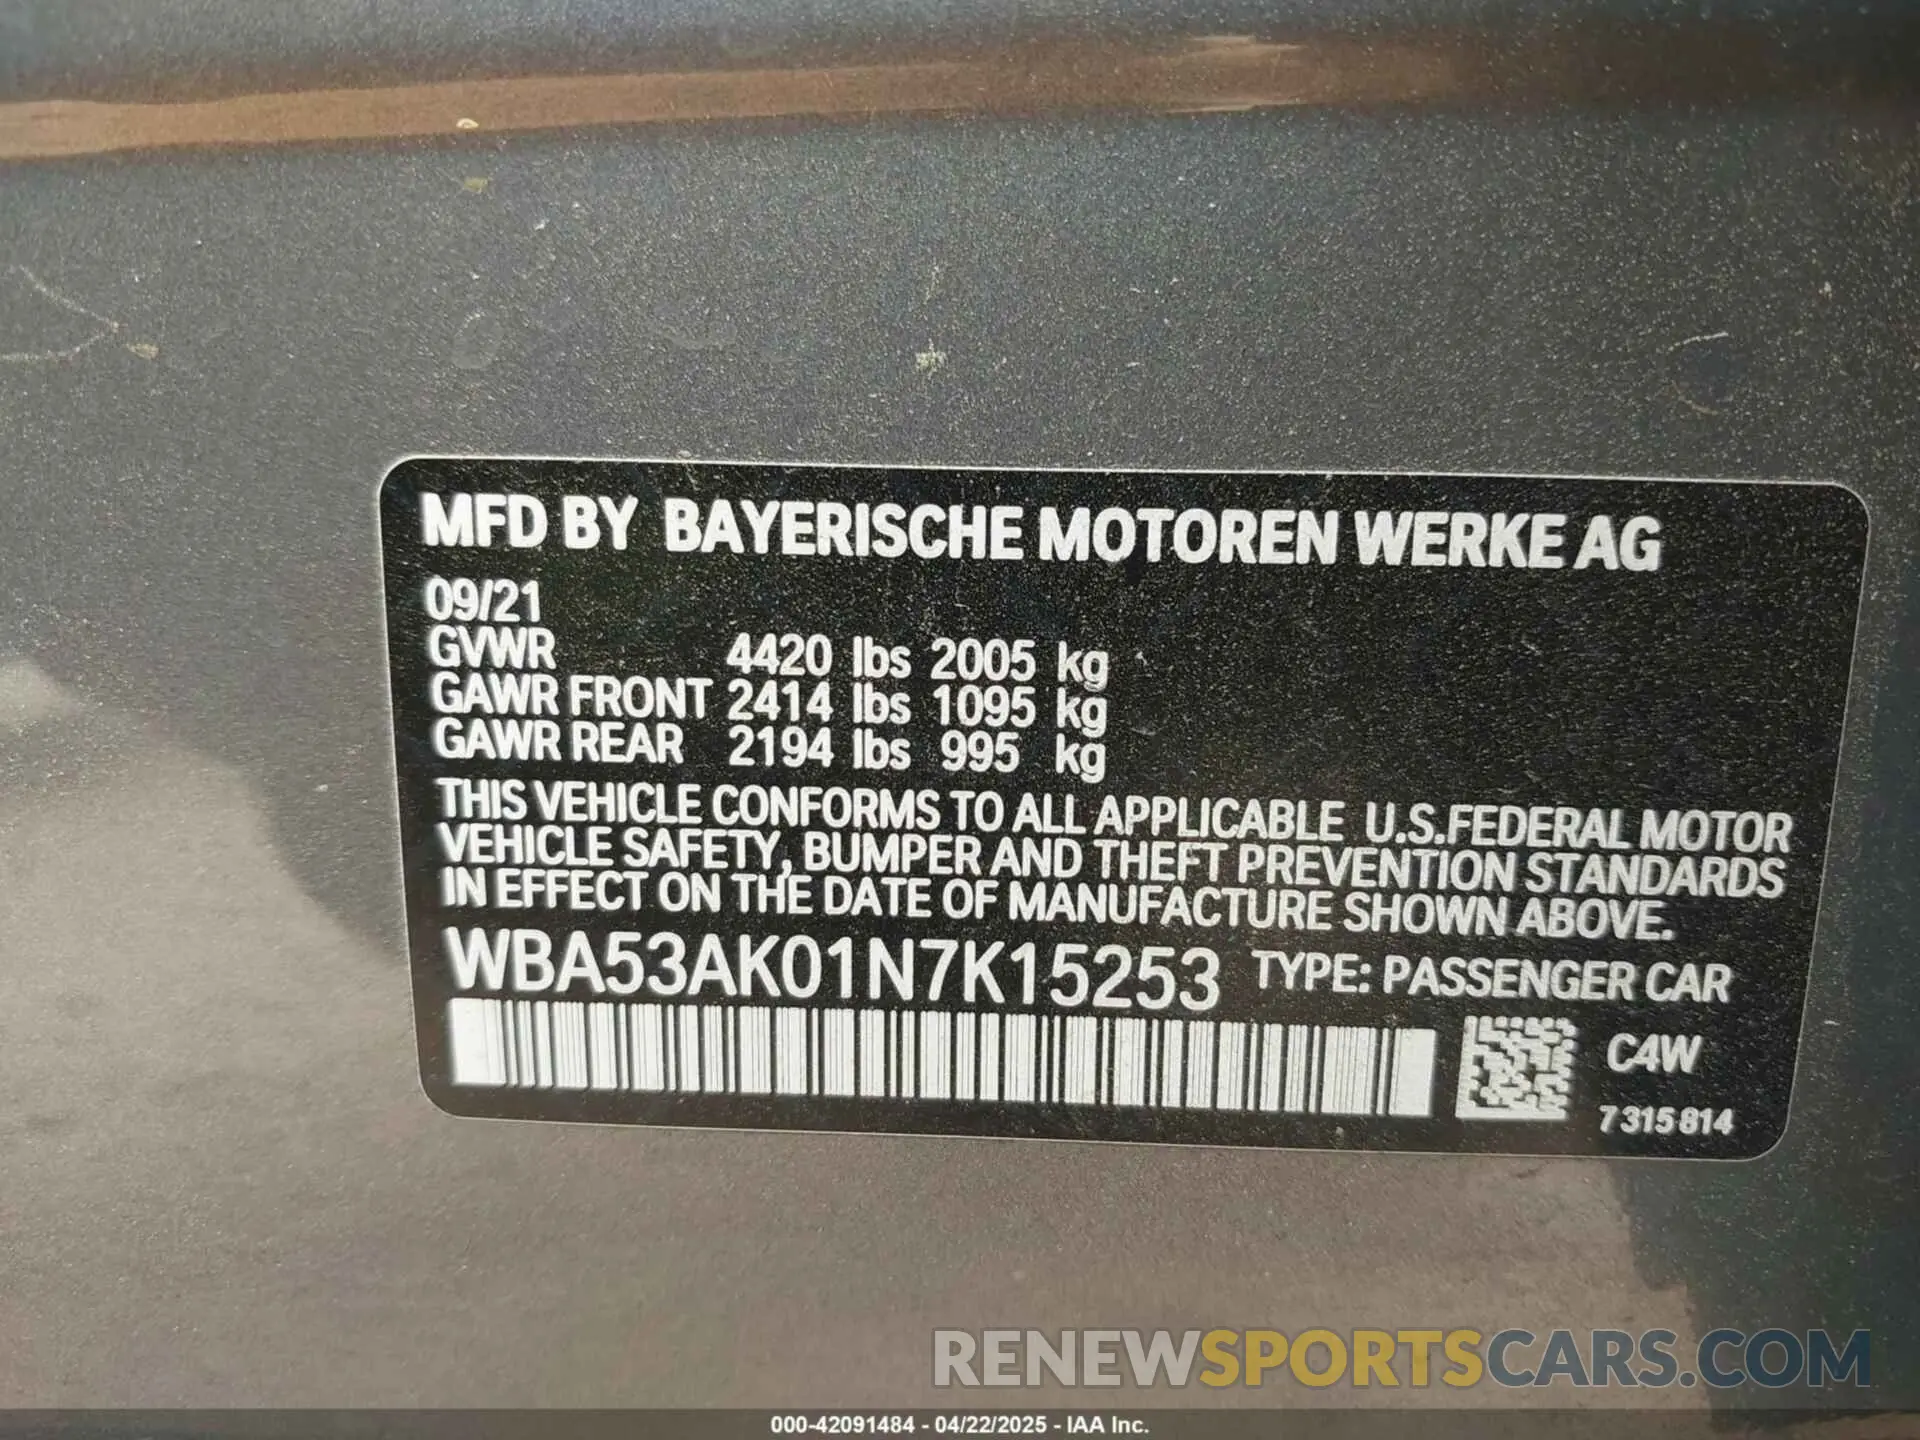 MFD BY BAYERISCHE MOTOREN WERKE AG
09/21
GVWR 4420 lbs 2005 kg
GAWR FRONT 2414 lbs 1095 kg
GAWR REAR 2194 lbs 995 kg
THIS VEHICLE CONFORMS TO ALL APPLICABLE U.S.FEDERAL MOTOR
VEHICLE SAFETY, BUMPER AND THEFT PREVENTION STANDARDS
IN EFFECT ON THE DATE OF MANUFACTURE SHOWN ABOVE.
WBA53AK01N7K15253 TYPE: PASSENGER CAR
C4W
7 315 814
RENEWSPORTSCARS.COM
000-42091484 - 04/22/2025 - IAA Inc.